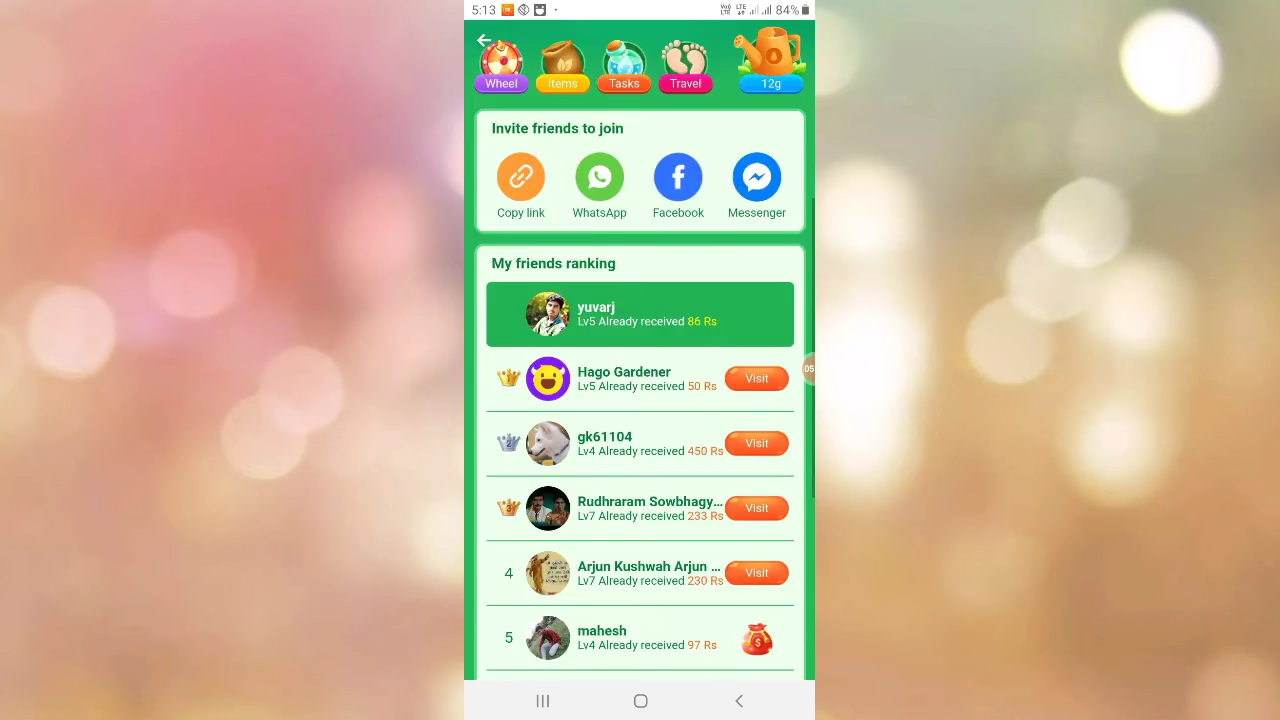 5:13
84%
Wheel
Items
Tasks
Travel
12g
Invite friends to join
Copy link
WhatsApp
Facebook
Messenger
My friends ranking
yuvarj
Lv5 Already received 86 Rs
Hago Gardener
Lv5 Already received 50 Rs
Visit
2
gk61104
Lv4 Already received 450 Rs
Visit
3
Rudhraram Sowbhagy...
Lv7 Already received 233 Rs
Visit
4
Arjun Kushwah Arjun ...
Lv7 Already received 230 Rs
Visit
5
mahesh
Lv4 Already received 97 Rs
$
05